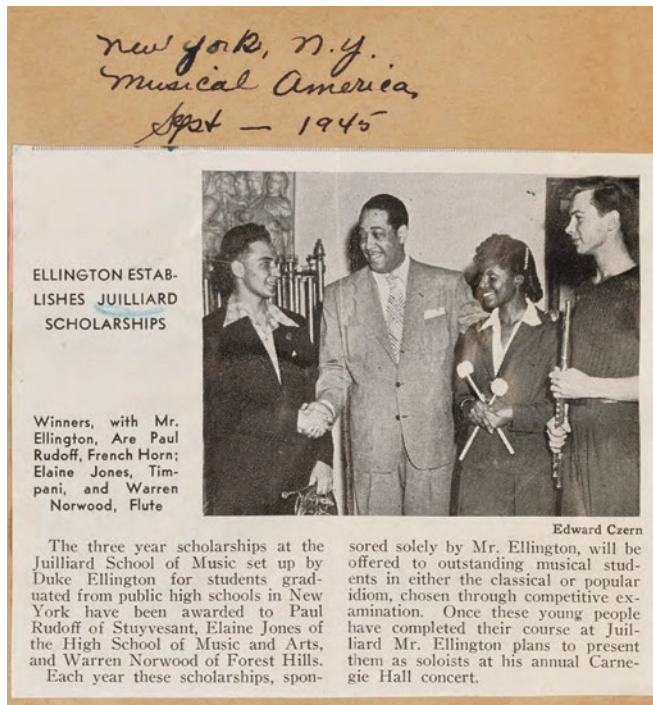 New York, N.Y.
Musical America,
Sept — 1945
ELLINGTON ESTAB-
LISHES JUILLIARD
SCHOLARSHIPS
Winners, with Mr.
Ellington, Are Paul
Rudoff, French Horn;
Elaine Jones, Tim-
pani, and Warren
Norwood, Flute
Edward Czern
The three year scholarships at the
Juilliard School of Music set up by
Duke Ellington for students grad-
uated from public high schools in New
York have been awarded to Paul
Rudoff of Stuyvesant, Elaine Jones of
the High School of Music and Arts,
and Warren Norwood of Forest Hills.
Each year these scholarships, spon-
sored solely by Mr. Ellington, will be
offered to outstanding musical stud-
ents in either the classical or popular
idiom, chosen through competitive ex-
amination. Once these young people
have completed their course at Juil-
liard Mr. Ellington plans to present
them as soloists at his annual Carne-
gie Hall concert.